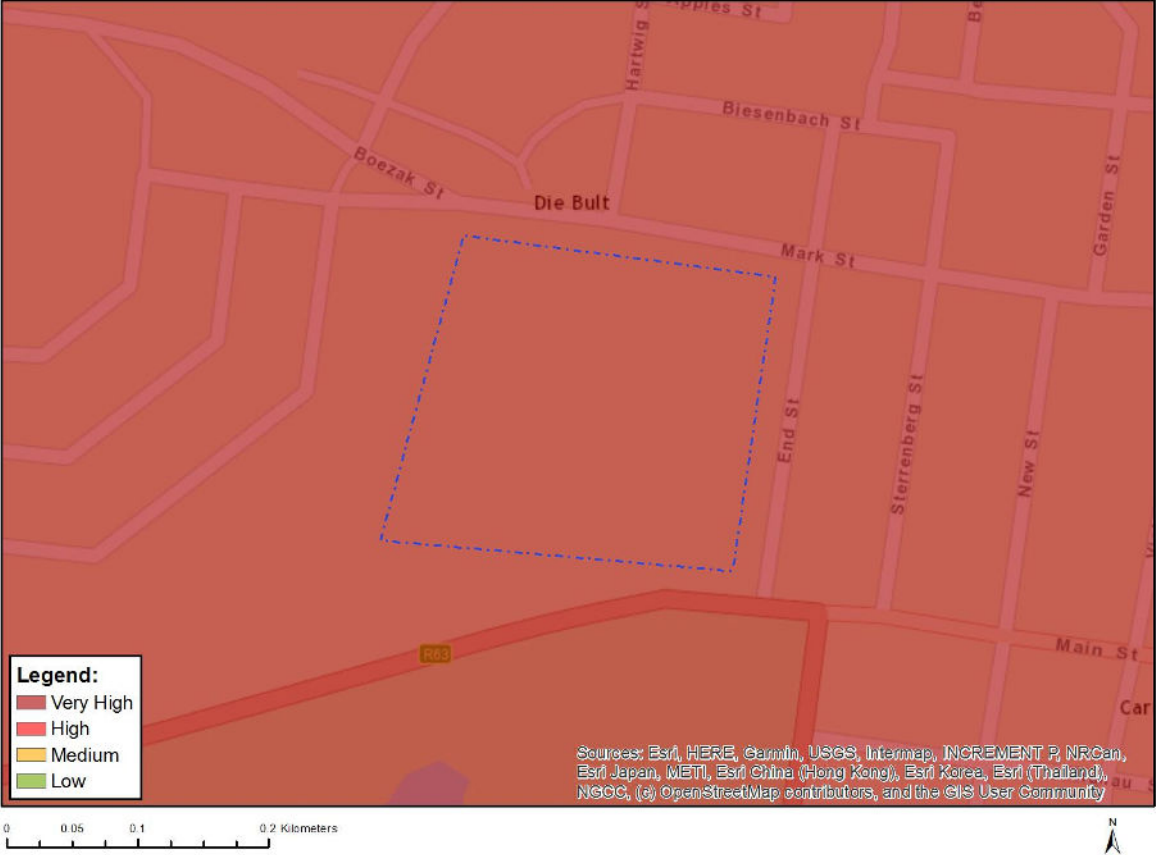 Apples St
Hartwig S
Be
Biesenbach St
Boezak St
Garden St
Die Bult
Mark St
End St
Sterrenberg St
New St
R63
Main St
Car
Legend:
Very High
High
Medium
Low
Sources: Esri, HERE, Garmin, USGS, Intermap, INCREMENT P, NRCan,
Esri Japan, METI, Esri China (Hong Kong), Esri Korea, Esri (Thailand),
NGCC, (c) OpenStreetMap contributors, and the GIS User Community
0 0.05 0.1 0.2 Kilometers
N